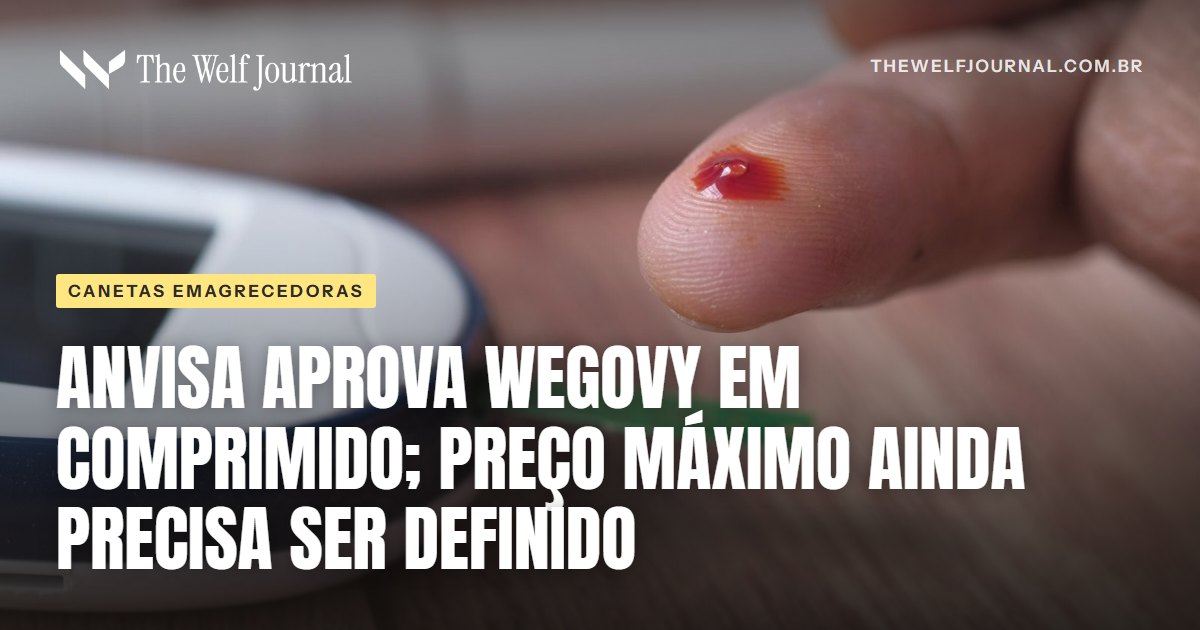 The Welf Journal
THEWELFJOURNAL.COM.BR
CANETAS EMAGRECEDORAS
ANVISA APROVA WEGOVY EM
COMPRIMIDO; PREÇO MÁXIMO AINDA
PRECISA SER DEFINIDO